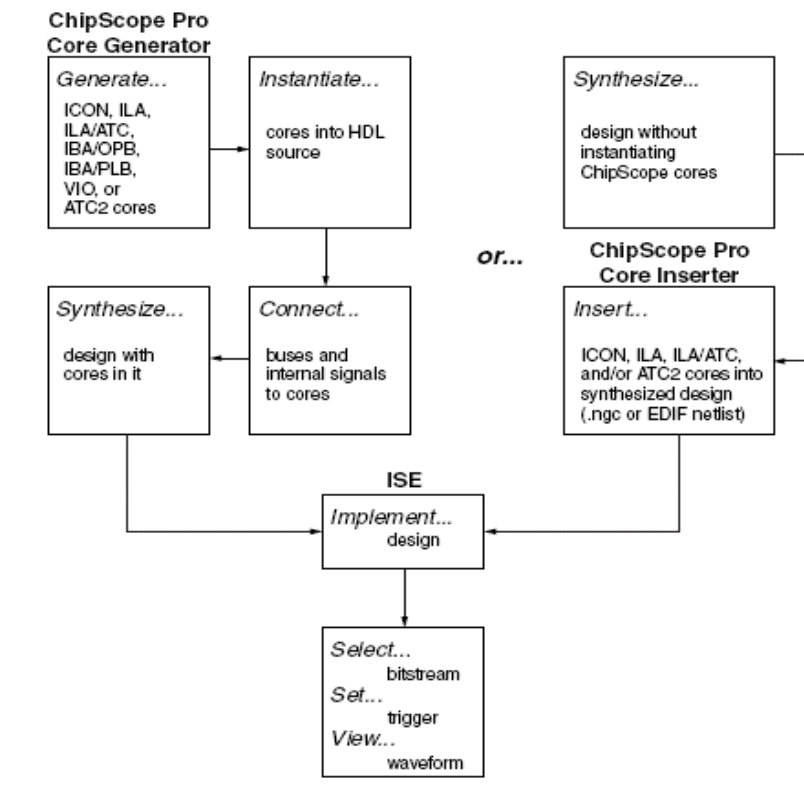 ChipScope Pro
Core Generator
Generate...
ICON, ILA,
ILA/ATC,
IBA/OPB,
IBA/PLB,
VIO, or
ATC2 cores
Instantiate...
cores into HDL
source
Synthesize...
design without
instantiating
ChipScope cores
or...
ChipScope Pro
Core Inserter
Synthesize...
design with
cores in it
Connect...
buses and
internal signals
to cores
Insert...
ICON, ILA, ILA/ATC,
and/or ATC2 cores into
synthesized design
(.ngc or EDIF netlist)
ISE
Implement...
design
Select...
bitstream
Set...
trigger
View...
waveform